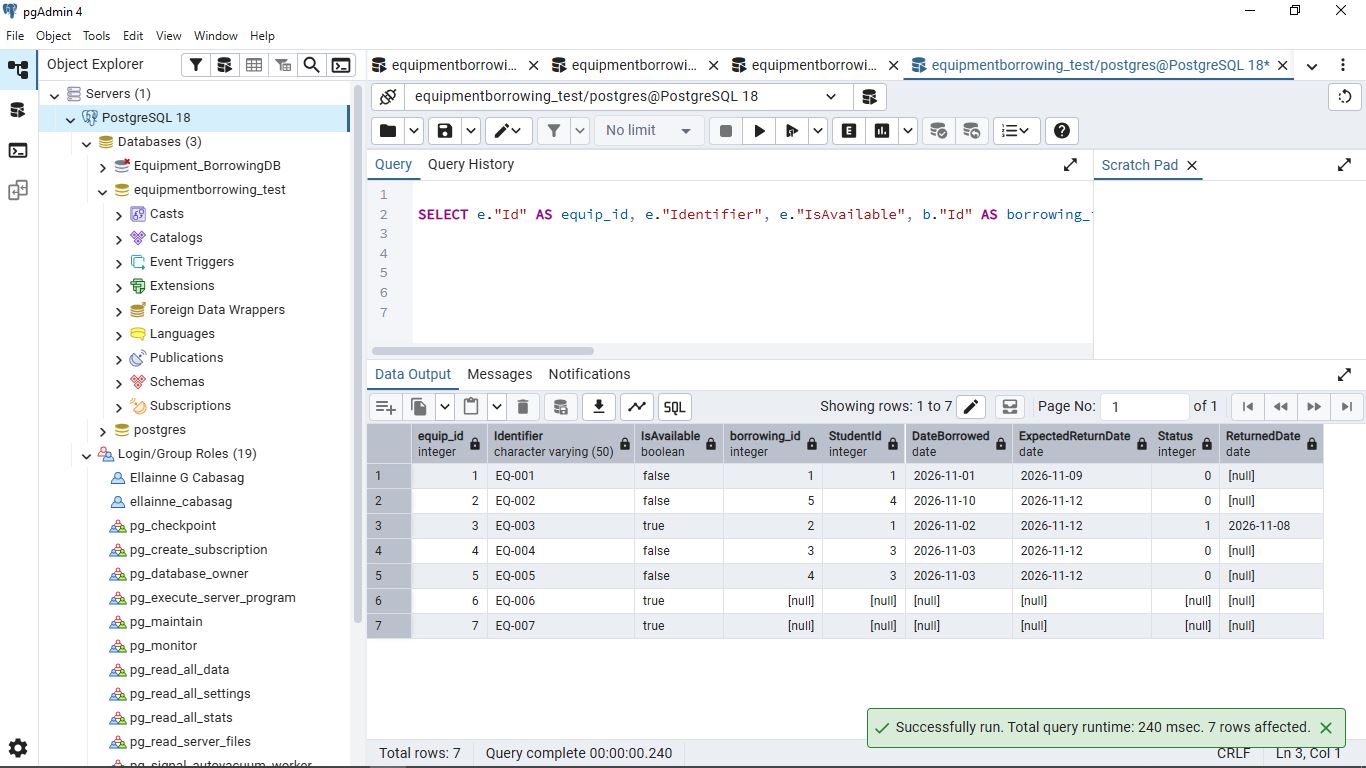 pgAdmin 4
File Object Tools Edit View Window Help
Object Explorer
equipmentborrowi...
equipmentborrowi...
equipmentborrowi...
equipmentborrowing_test/postgres@PostgreSQL 18*
Servers (1)
PostgreSQL 18
Databases (3)
Equipment_BorrowingDB
equipmentborrowing_test
Casts
Catalogs
Event Triggers
Extensions
Foreign Data Wrappers
Languages
Publications
Schemas
Subscriptions
postgres
Login/Group Roles (19)
Ellainne G Cabasag
ellainne_cabasag
pg_checkpoint
pg_create_subscription
pg_database_owner
pg_execute_server_program
pg_maintain
pg_monitor
pg_read_all_data
pg_read_all_settings
pg_read_all_stats
pg_read_server_files
pg_signal_autovacuum_worker
equipmentborrowing_test/postgres@PostgreSQL 18
No limit
E
Query Query History
Scratch Pad
1
2 SELECT e."Id" AS equip_id, e."Identifier", e."IsAvailable", b."Id" AS borrowing_
3
4
5
6
7
Data Output Messages Notifications
SQL Showing rows: 1 to 7 Page No: 1 of 1
equip_id integer Identifier character varying (50) IsAvailable boolean borrowing_id integer StudentId integer DateBorrowed date ExpectedReturnDate date Status integer ReturnedDate date
1 1 EQ-001 false 1 1 2026-11-01 2026-11-09 0 [null]
2 2 EQ-002 false 5 4 2026-11-10 2026-11-12 0 [null]
3 3 EQ-003 true 2 1 2026-11-02 2026-11-12 1 2026-11-08
4 4 EQ-004 false 3 3 2026-11-03 2026-11-12 0 [null]
5 5 EQ-005 false 4 3 2026-11-03 2026-11-12 0 [null]
6 6 EQ-006 true [null] [null] [null] [null] [null] [null]
7 7 EQ-007 true [null] [null] [null] [null] [null] [null]
Successfully run. Total query runtime: 240 msec. 7 rows affected.
Total rows: 7 Query complete 00:00:00.240 CRLF Ln 3, Col 1